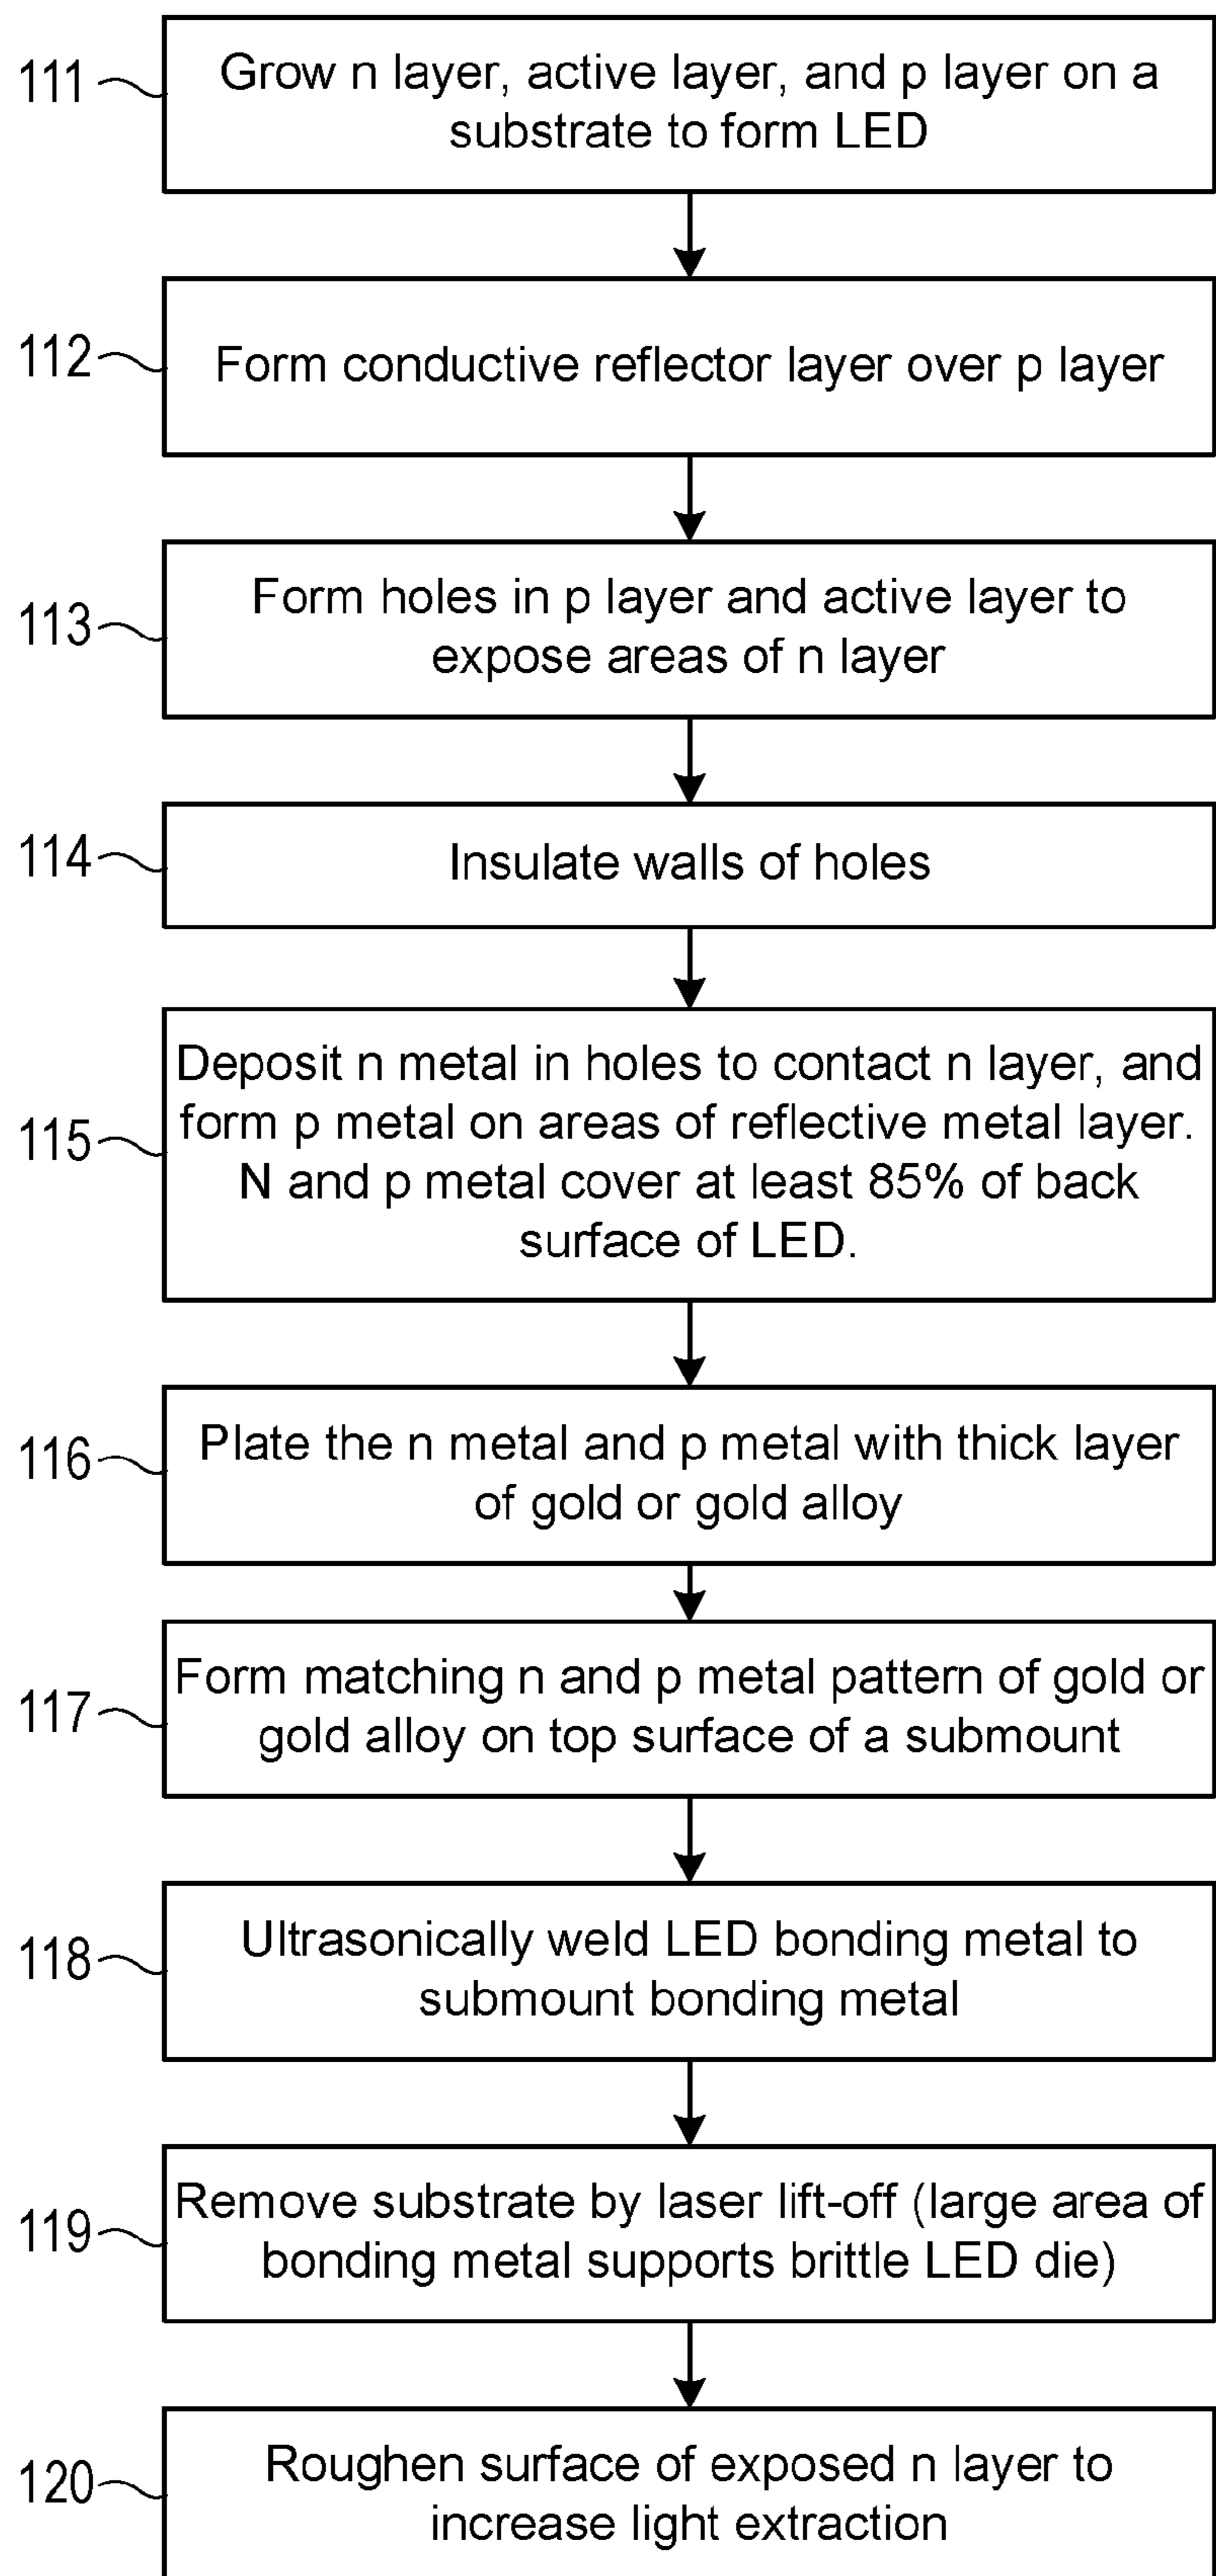 111
Grow n layer, active layer, and p layer on a
substrate to form LED
112
Form conductive reflector layer over p layer
113
Form holes in p layer and active layer to
expose areas of n layer
114
Insulate walls of holes
115
Deposit n metal in holes to contact n layer, and
form p metal on areas of reflective metal layer.
N and p metal cover at least 85% of back
surface of LED.
116
Plate the n metal and p metal with thick layer
of gold or gold alloy
117
Form matching n and p metal pattern of gold or
gold alloy on top surface of a submount
118
Ultrasonically weld LED bonding metal to
submount bonding metal
119
Remove substrate by laser lift-off (large area of
bonding metal supports brittle LED die)
120
Roughen surface of exposed n layer to
increase light extraction